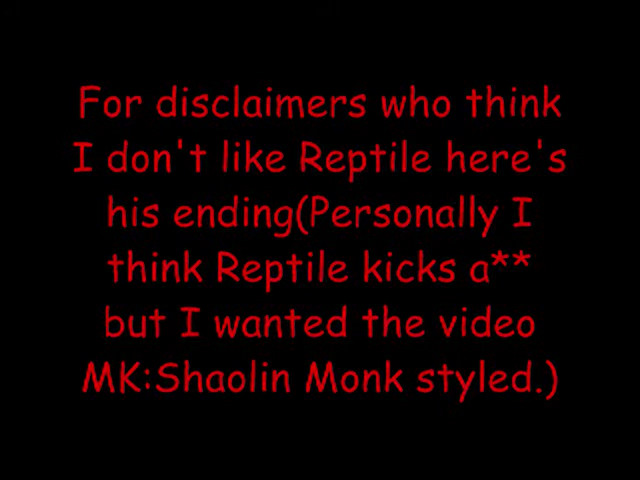 For disclaimers who think
I don't like Reptile here's
his ending(Personally I
think Reptile kicks a**
but I wanted the video
MK:Shaolin Monk styled.)